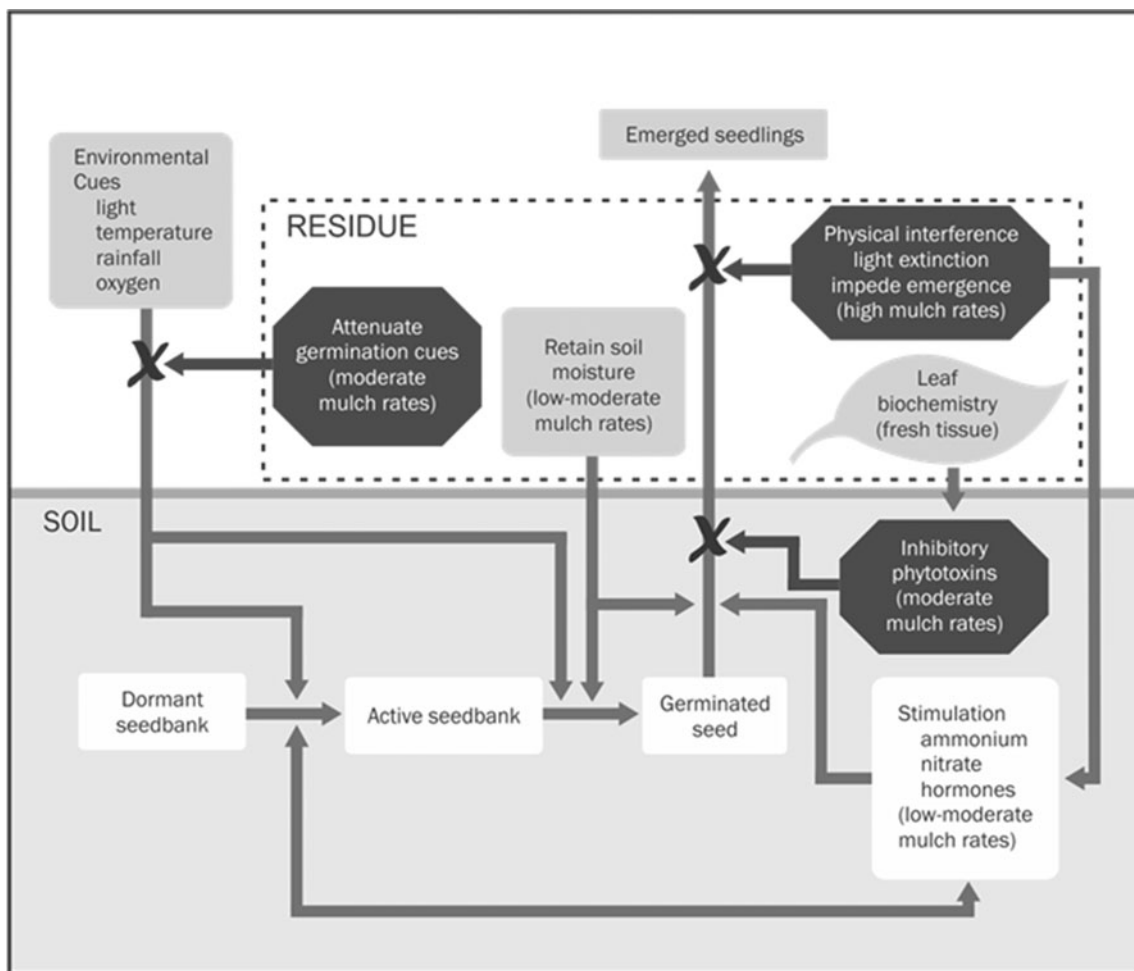 Environmental
Cues
light
temperature
rainfall
oxygen
Emerged seedlings
RESIDUE
Attenuate
germination cues
(moderate
mulch rates)
Retain soil
moisture
(low-moderate
mulch rates)
Physical interference
light extinction
impede emergence
(high mulch rates)
Leaf
biochemistry
(fresh tissue)
SOIL
Inhibitory
phytotoxins
(moderate
mulch rates)
Dormant
seedbank
Active seedbank
Germinated
seed
Stimulation
ammonium
nitrate
hormones
(low-moderate
mulch rates)